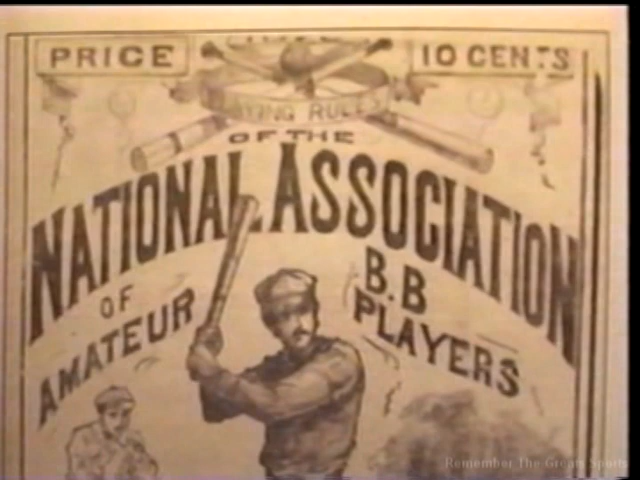 PRICE
10 CENTS
PLAYING RULES
OF THE
NATIONAL ASSOCIATION
OF
AMATEUR
B.B
PLAYERS
Remember The Great Sports